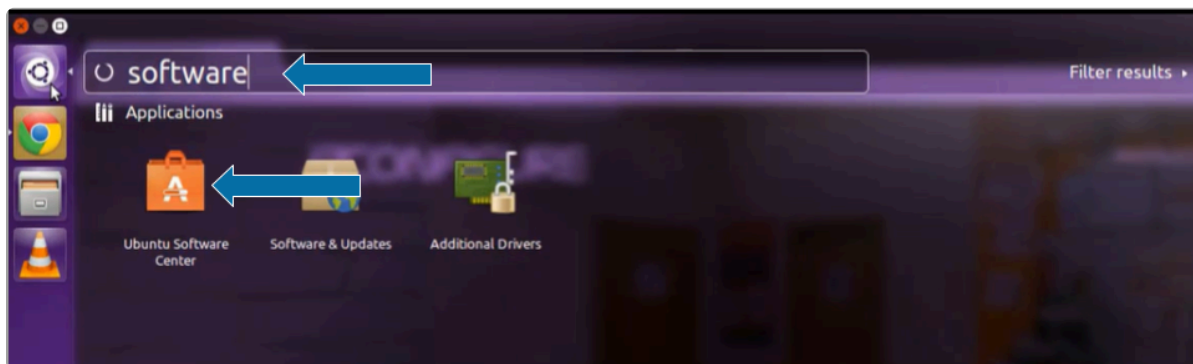 software
Filter results
Applications
Ubuntu Software
Center
Software & Updates
Additional Drivers